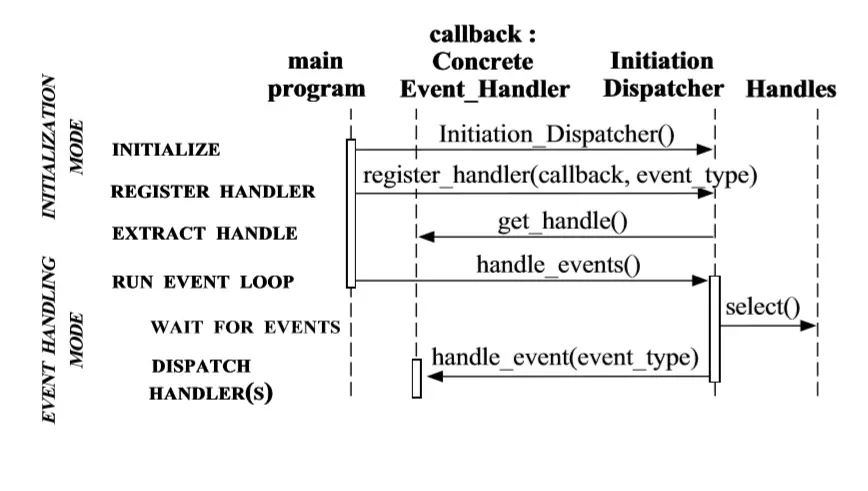 main
program
callback :
Concrete
Event_Handler
Initiation
Dispatcher
Handles
INITIALIZATION
MODE
INITIALIZE
Initiation_Dispatcher()
REGISTER HANDLER
register_handler(callback, event_type)
EXTRACT HANDLE
get_handle()
EVENT HANDLING
MODE
RUN EVENT LOOP
handle_events()
WAIT FOR EVENTS
select()
DISPATCH
HANDLER(S)
handle_event(event_type)